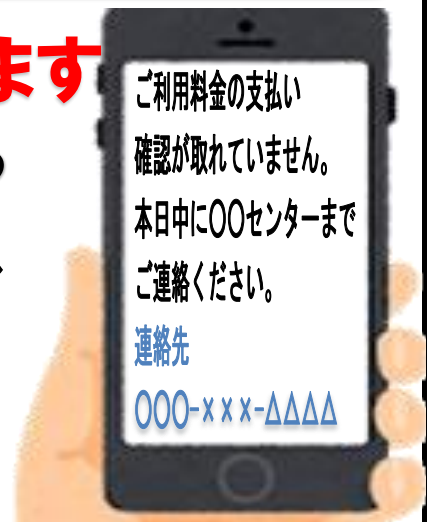 ます
ご利用料金の支払い
確認が取れていません。
本日中に〇〇センターまで
ご連絡ください。
連絡先
〇〇〇-×××-△△△△